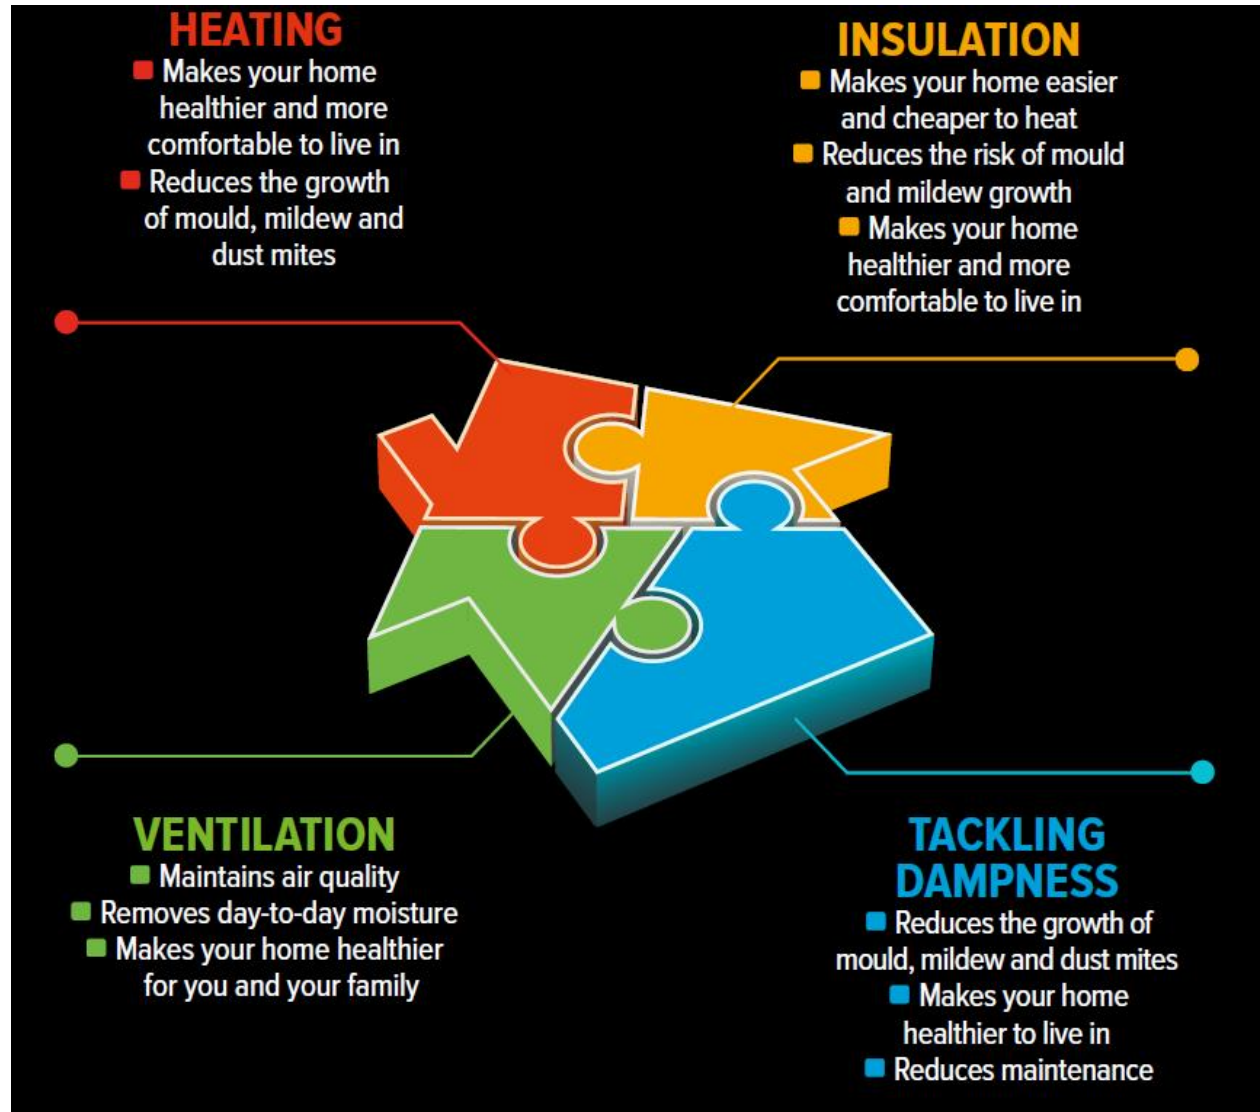 HEATING
Makes your home
healthier and more
comfortable to live in
Reduces the growth
of mould, mildew and
dust mites
INSULATION
Makes your home easier
and cheaper to heat
Reduces the risk of mould
and mildew growth
Makes your home
healthier and more
comfortable to live in
VENTILATION
Maintains air quality
Removes day-to-day moisture
Makes your home healthier
for you and your family
TACKLING
DAMPNESS
Reduces the growth of
mould, mildew and dust mites
Makes your home
healthier to live in
Reduces maintenance